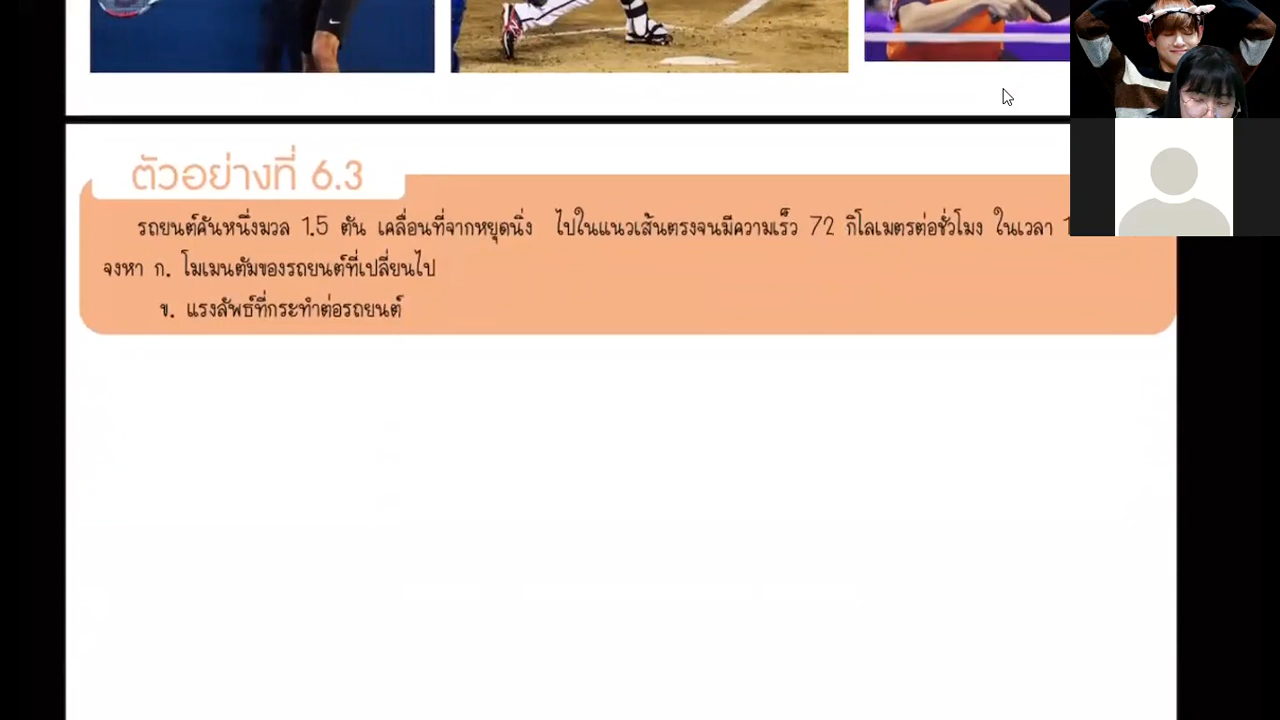 ตัวอย่างที่ 6.3
รถยนต์คันหนึ่งมวล 1.5 ตัน เคลื่อนที่จากหยุดนิ่ง ไปในแนวเส้นตรงจนมีความเร็ว 72 กิโลเมตรต่อชั่วโมง ในเวลา
จงหา ก. โมเมนตัมของรถยนต์ที่เปลี่ยนไป
ข. แรงลัพธ์ที่กระทำต่อรถยนต์